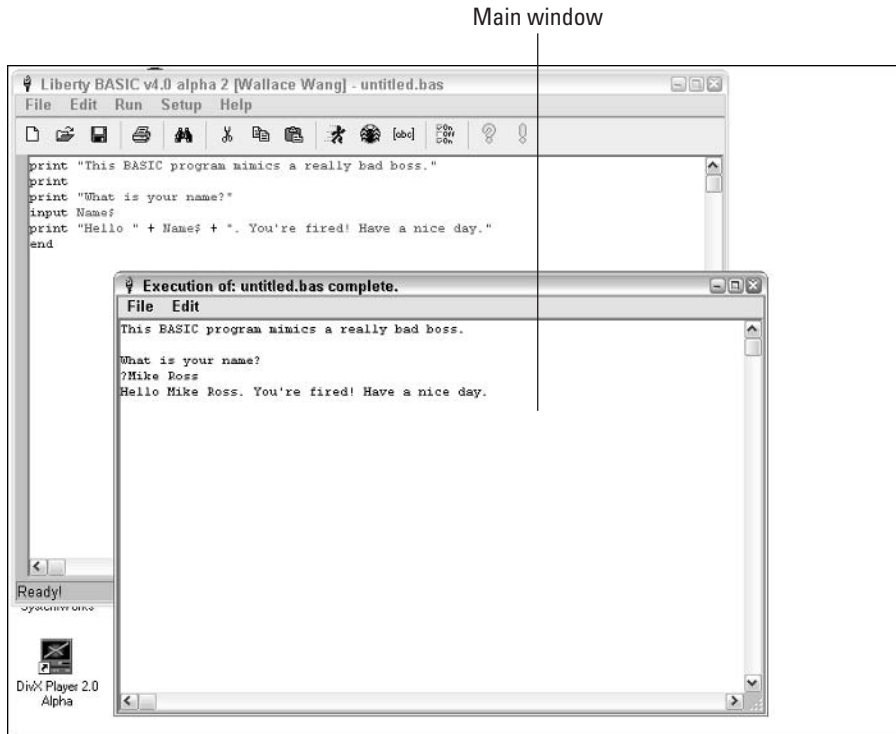 Main window
Liberty BASIC v4.0 alpha 2 [Wallace Wang] - untitled.bas
File Edit Run Setup Help
[abc]
On
Off
On
print "This BASIC program mimics a really bad boss."
print
print "What is your name?"
input Name$
print "Hello " + Name$ + ". You're fired! Have a nice day."
end
Execution of: untitled.bas complete.
File Edit
This BASIC program mimics a really bad boss.
What is your name?
?Mike Ross
Hello Mike Ross. You're fired! Have a nice day.
Ready!
DivX Player 2.0
Alpha